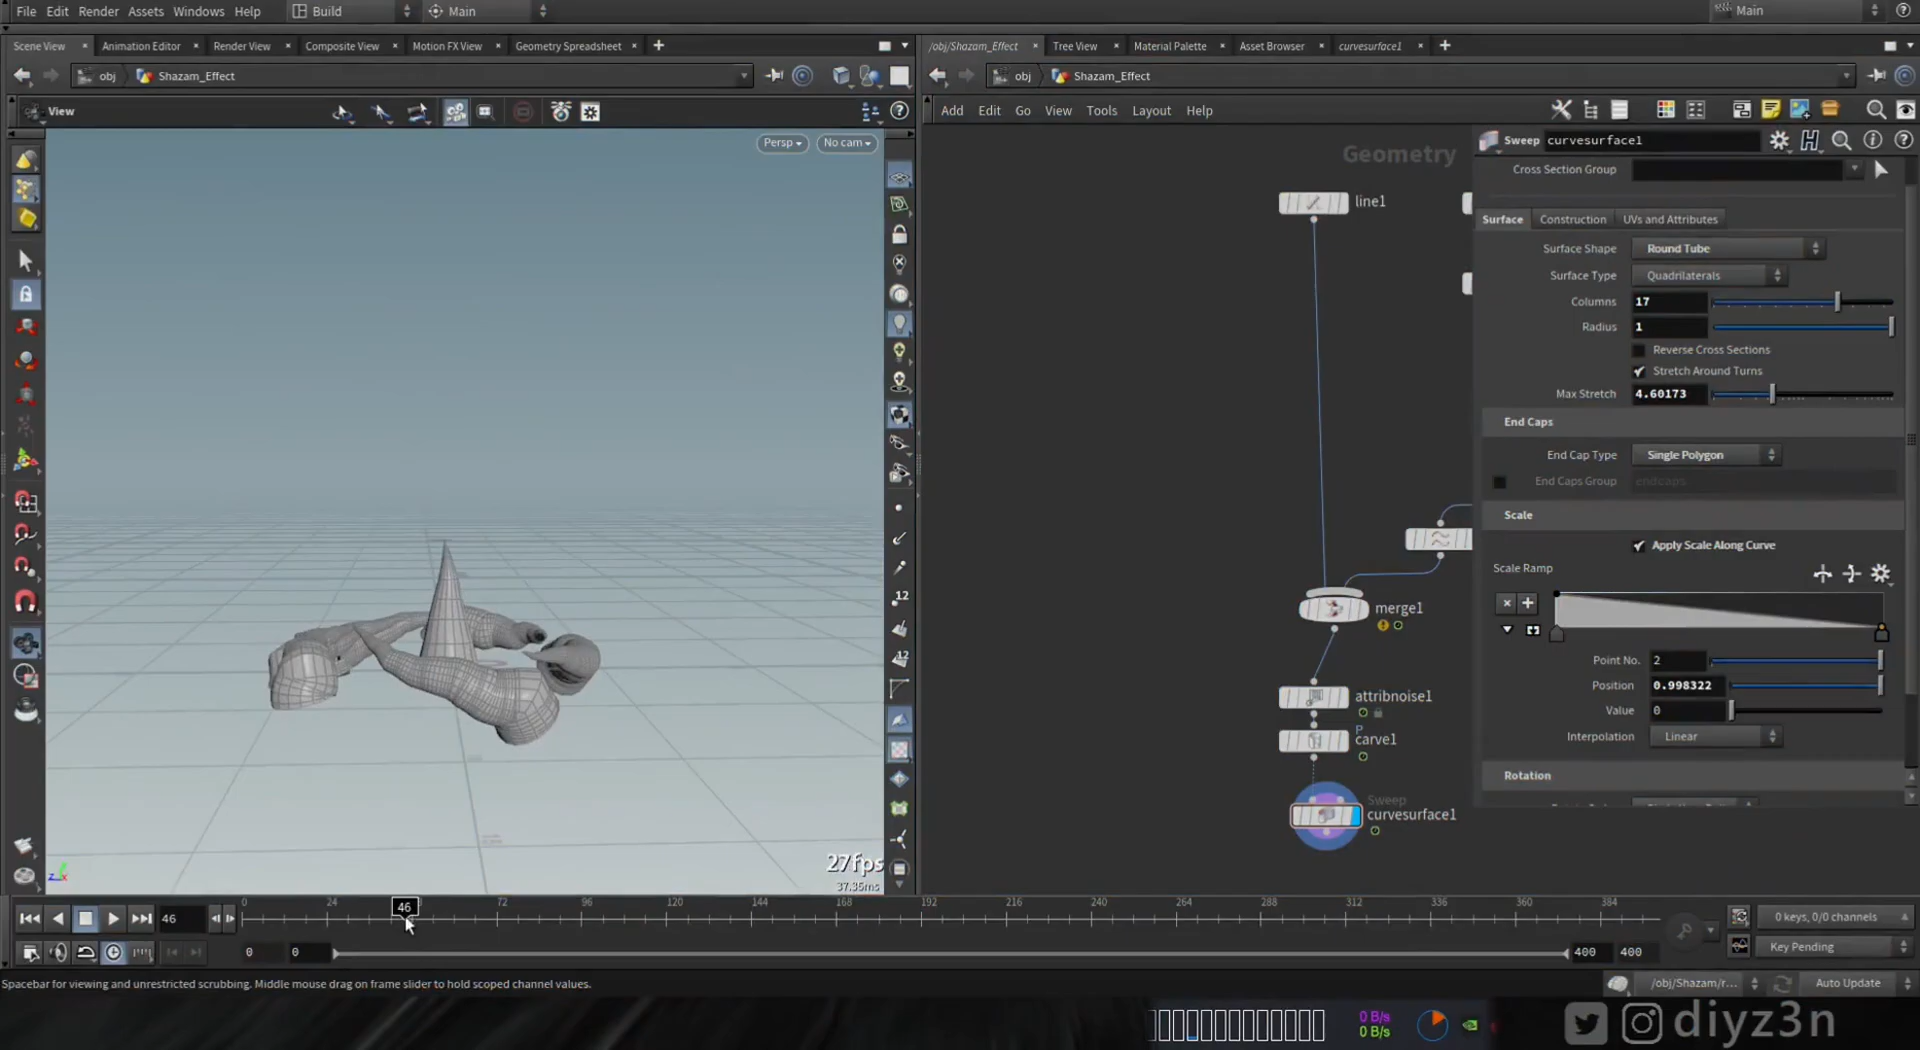 File Edit Render Assets Windows Help Build Main Main
Scene View Animation Editor Render View Composite View Motion FX View Geometry Spreadsheet
/obj/Shazam_Effect Tree View Material Palette Asset Browser curvesurface1
obj Shazam_Effect
obj Shazam_Effect
View
Add Edit Go View Tools Layout Help
Persp No cam
Geometry
Sweep curvesurface1
Cross Section Group
line1
Surface Construction UVs and Attributes
Surface Shape Round Tube
Surface Type Quadrilaterals
Columns 17
Radius 1
Reverse Cross Sections
Stretch Around Turns
Max Stretch 4.60173
End Caps
End Cap Type Single Polygon
End Caps Group endcaps
Scale
Apply Scale Along Curve
Scale Ramp
merge1
Point No. 2
Position 0.998322
Value 0
Interpolation Linear
Rotation
attribnoise1
P
carve1
Sweep
curvesurface1
12
12
z x
27fps
37.35ms
46
0 24 46 72 96 120 144 168 192 216 240 264 288 312 336 360 384
0 keys, 0/0 channels
0 0 400 400
Key Pending
Spacebar for viewing and unrestricted scrubbing. Middle mouse drag on frame slider to hold scoped channel values.
/obj/Shazam/r... Auto Update
0 B/s
0 B/s
diyz3n